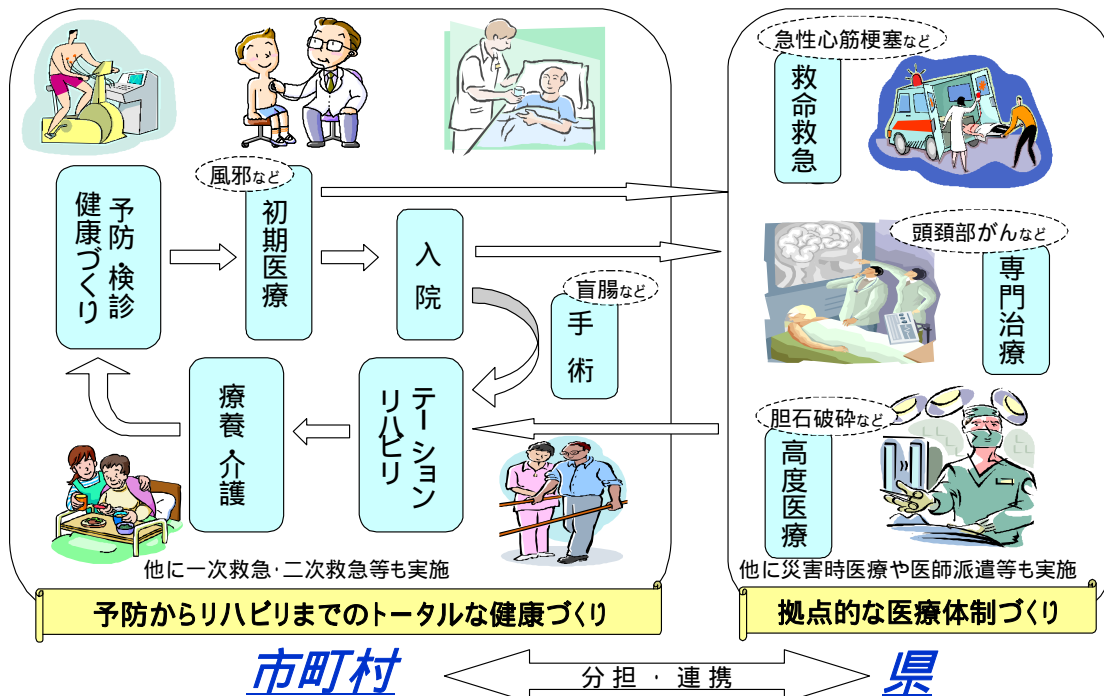 予防・検診
健康づくり
風邪など
初期医療
入院
盲腸など
手術
リハビリ
テーション
療養・介護
他に一次救急・二次救急等も実施
予防からリハビリまでのトータルな健康づくり
市町村
急性心筋梗塞など
救命救急
頭頚部がんなど
専門治療
胆石破砕など
高度医療
他に災害時医療や医師派遣等も実施
拠点的な医療体制づくり
分担・連携
県